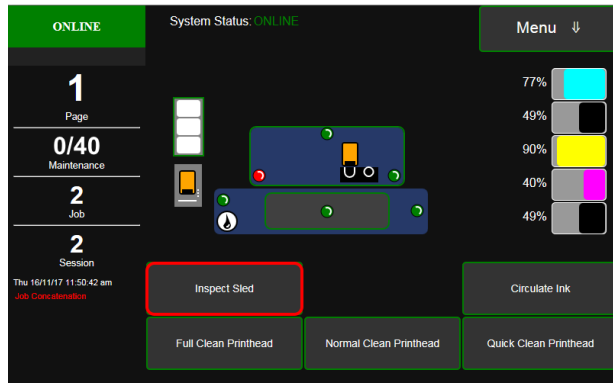 ONLINE
System Status: ONLINE
Menu ⇓
1
Page
0/40
Maintenance
2
Job
2
Session
Thu 16/11/17 11:50:42 am
Job Concatenation
77%
49%
90%
40%
49%
Inspect Sled
Circulate Ink
Full Clean Printhead
Normal Clean Printhead
Quick Clean Printhead